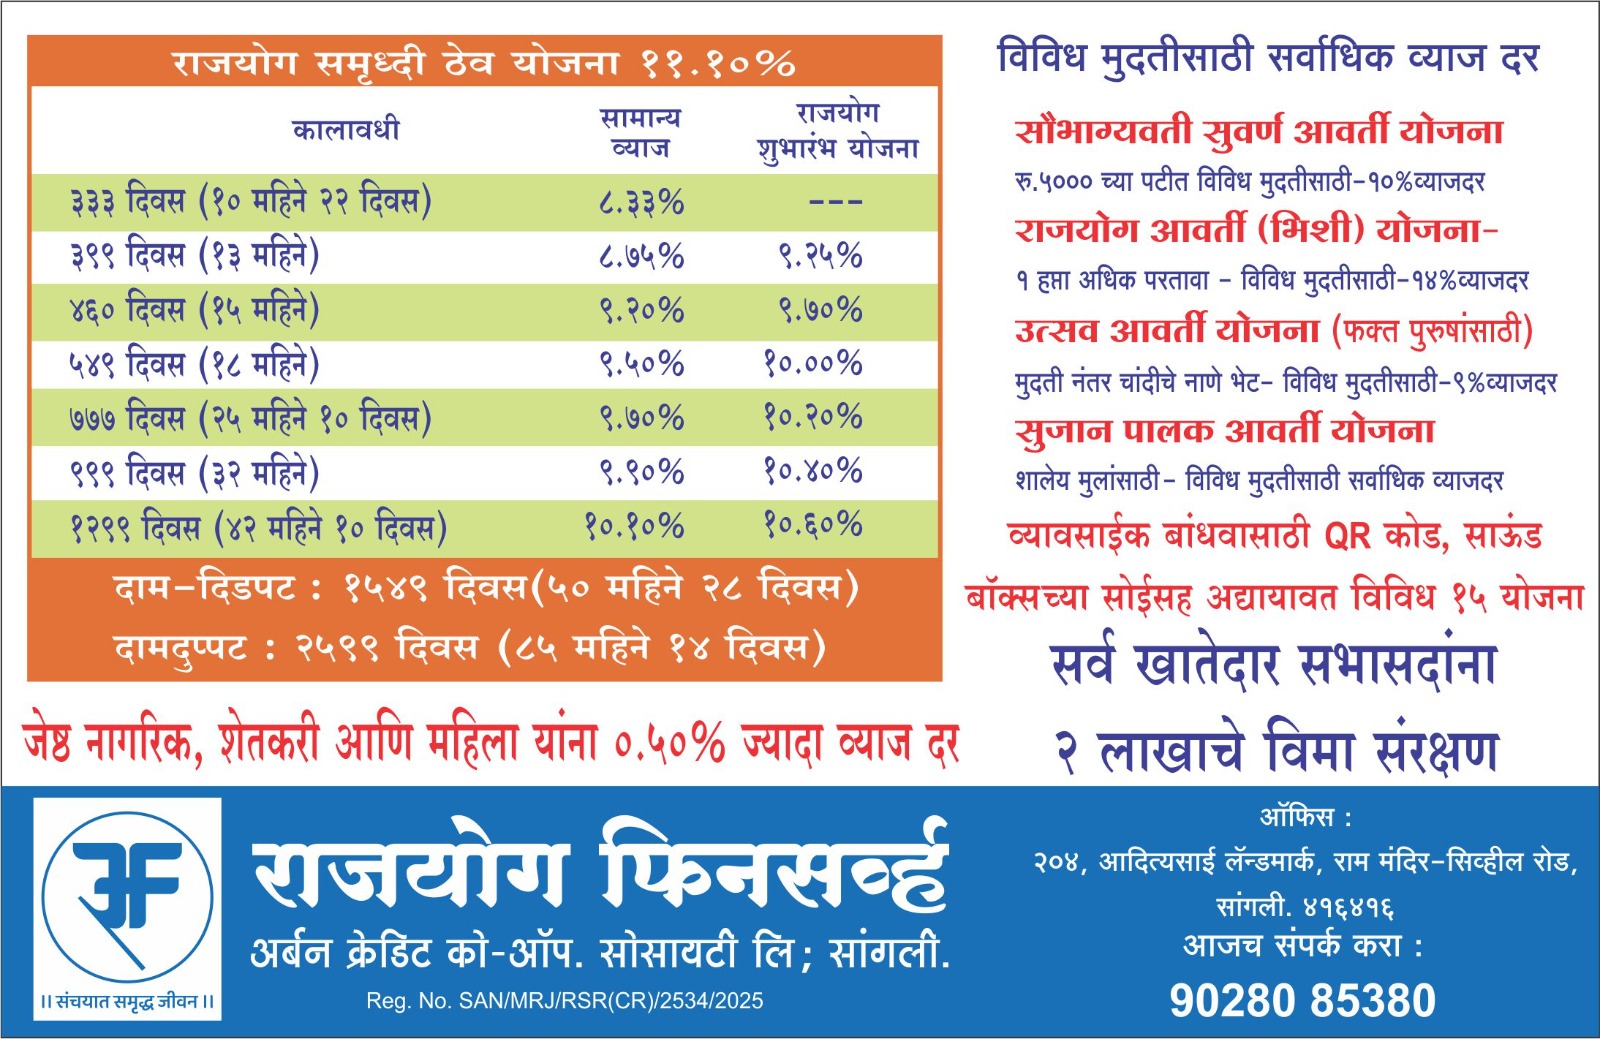 राजयोग समृध्दी ठेव योजना ११.१०%
कालावधी सामान्य व्याज राजयोग शुभारंभ योजना
३३३ दिवस (१० महिने २२ दिवस) ८.३३% ---
३९९ दिवस (१३ महिने) ८.७५% ९.२५%
४६० दिवस (१५ महिने) ९.२०% ९.७०%
५४९ दिवस (१८ महिने) ९.५०% १०.००%
७७७ दिवस (२५ महिने १० दिवस) ९.७०% १०.२०%
९९९ दिवस (३२ महिने) ९.९०% १०.४०%
१२९९ दिवस (४२ महिने १० दिवस) १०.१०% १०.६०%
दाम-दिडपट : १५४९ दिवस(५० महिने २८ दिवस)
दामदुप्पट : २५९९ दिवस (८५ महिने १४ दिवस)
जेष्ठ नागरिक, शेतकरी आणि महिला यांना ०.५०% ज्यादा व्याज दर
विविध मुदतीसाठी सर्वाधिक व्याज दर
सौभाग्यवती सुवर्ण आवर्ती योजना
रु.५००० च्या पटीत विविध मुदतीसाठी-१०%व्याजदर
राजयोग आवर्ती (भिशी) योजना-
१ हप्ता अधिक परतावा - विविध मुदतीसाठी-१४%व्याजदर
उत्सव आवर्ती योजना (फक्त पुरुषांसाठी)
मुदती नंतर चांदीचे नाणे भेट- विविध मुदतीसाठी-९%व्याजदर
सुजान पालक आवर्ती योजना
शालेय मुलांसाठी- विविध मुदतीसाठी सर्वाधिक व्याजदर
व्यावसाईक बांधवासाठी QR कोड, साऊंड
बॉक्सच्या सोईसह अद्यायावत विविध १५ योजना
सर्व खातेदार सभासदांना
२ लाखाचे विमा संरक्षण
॥ संचयात समृद्ध जीवन ॥
राजयोग फिनसर्व्ह
अर्बन क्रेडिट को-ऑप. सोसायटी लि; सांगली.
Reg. No. SAN/MRJ/RSR(CR)/2534/2025
ऑफिस :
२०४, आदित्यसाई लॅन्डमार्क, राम मंदिर-सिव्हील रोड,
सांगली. ४१६४१६
आजच संपर्क करा :
90280 85380